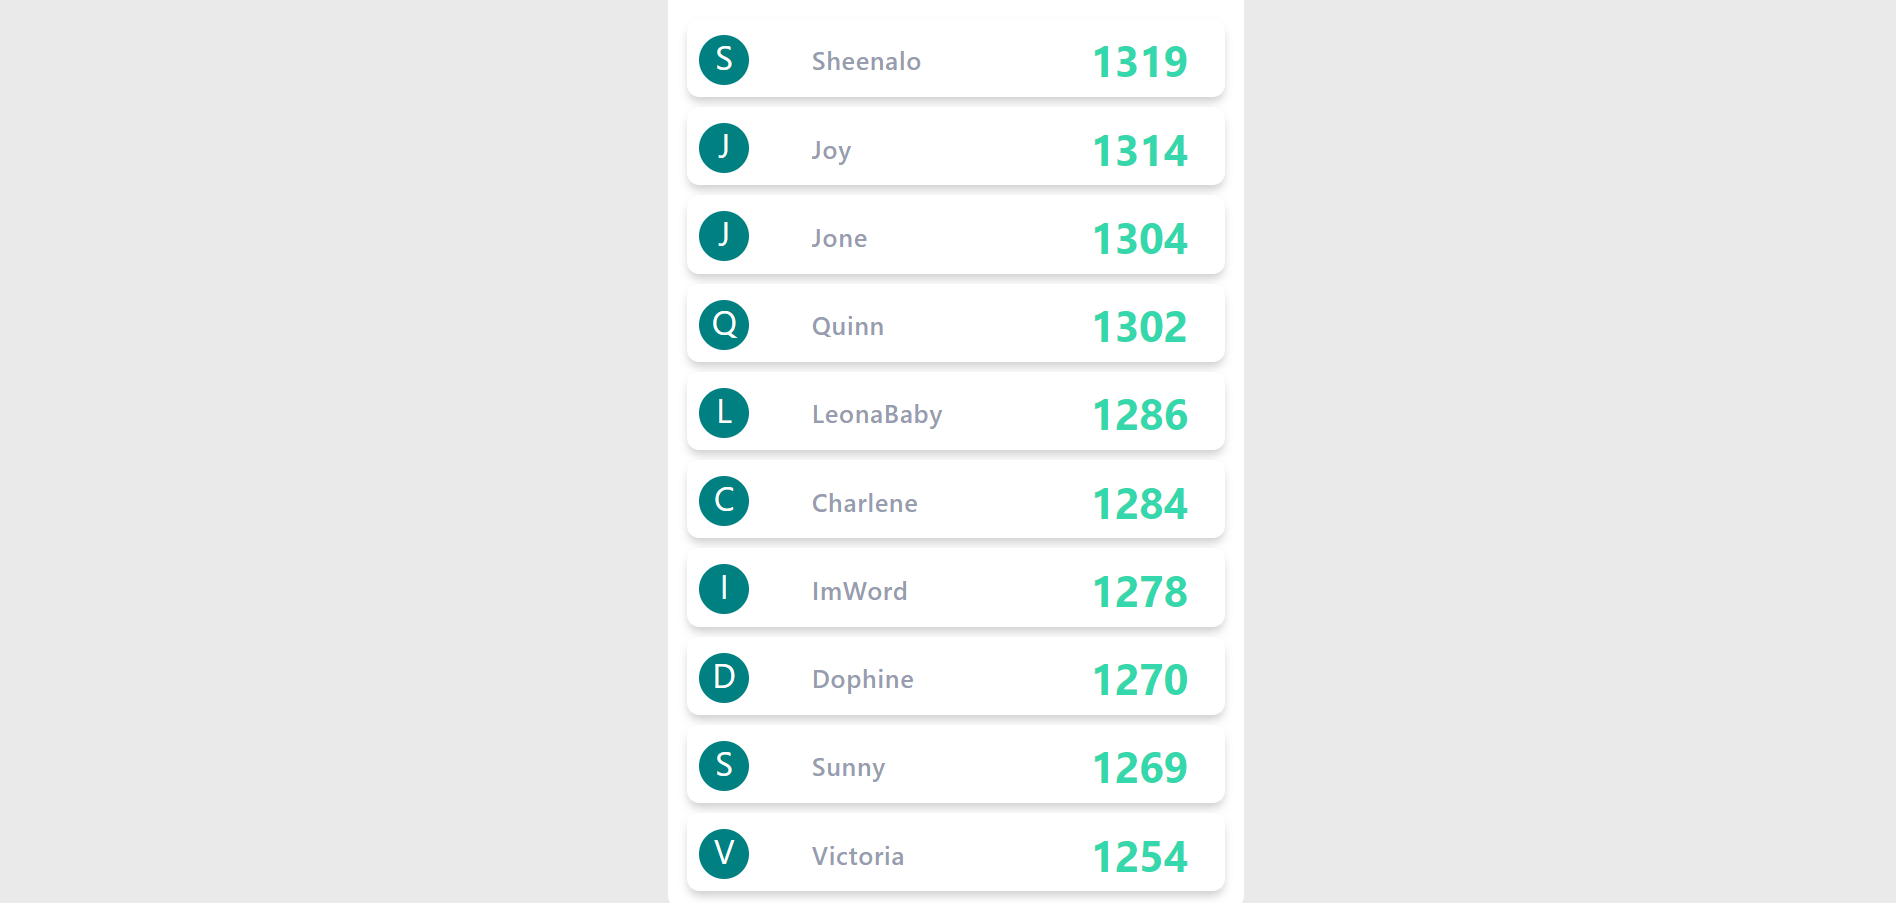 S Sheenalo 1319
J Joy 1314
J Jone 1304
Q Quinn 1302
L LeonaBaby 1286
C Charlene 1284
I ImWord 1278
D Dophine 1270
S Sunny 1269
V Victoria 1254